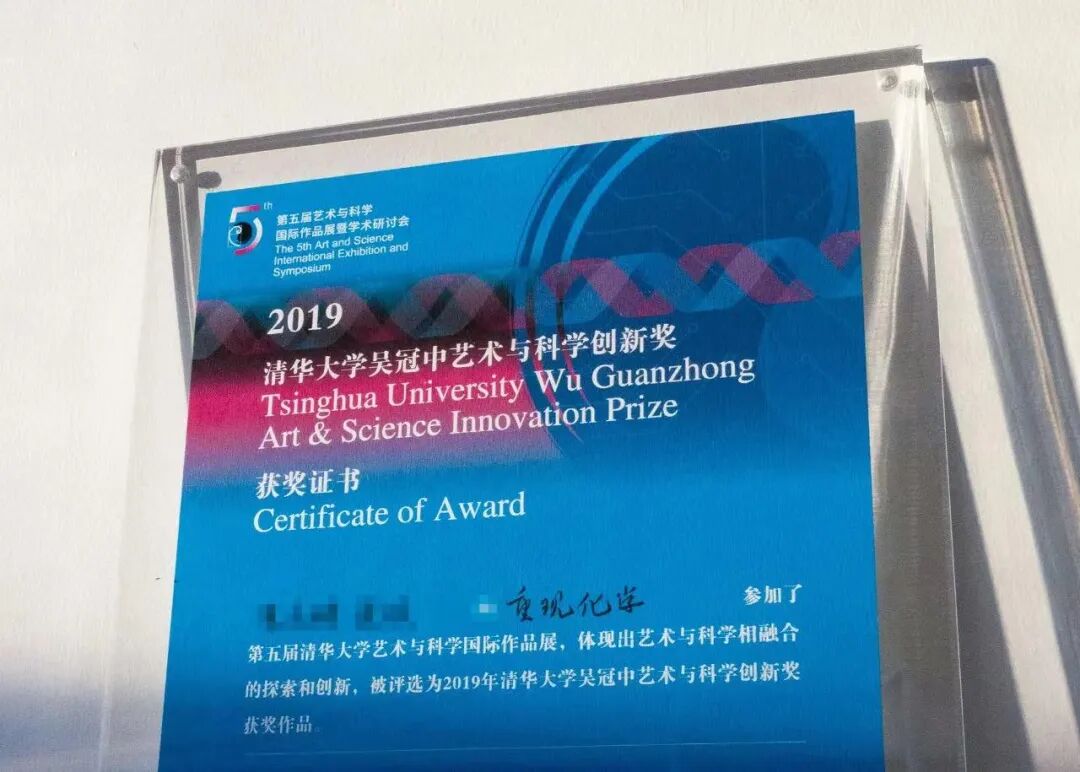 5th
第五届艺术与科学
国际作品展暨学术研讨会
The 5th Art and Science
International Exhibition and
Symposium
2019
清华大学吴冠中艺术与科学创新奖
Tsinghua University Wu Guanzhong
Art & Science Innovation Prize
获奖证书
Certificate of Award
重现化学 参加了
第五届清华大学艺术与科学国际作品展，体现出艺术与科学相融合
的探索和创新，被评选为2019年清华大学吴冠中艺术与科学创新奖
获奖作品。